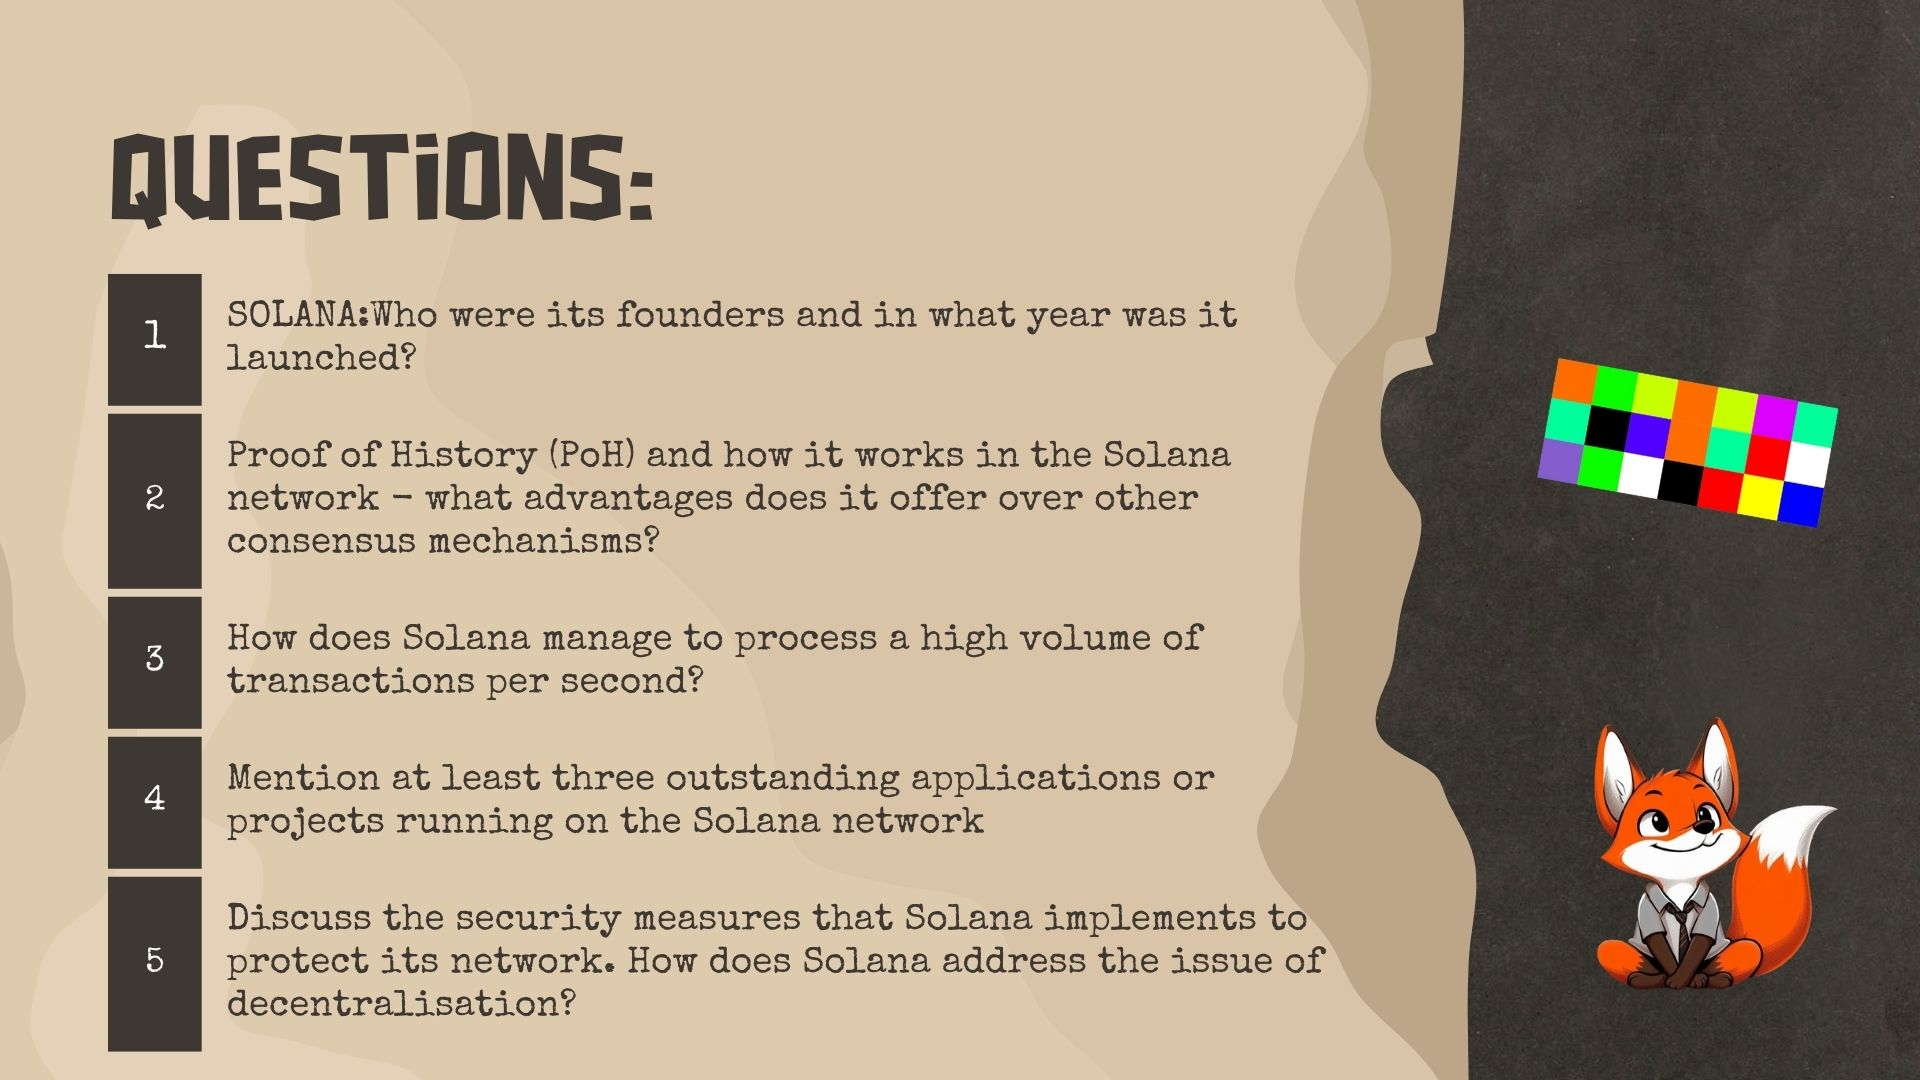 QUESTiONS:
1
SOLANA:Who were its founders and in what year was it
launched?
2
Proof of History (PoH) and how it works in the Solana
network – what advantages does it offer over other
consensus mechanisms?
3
How does Solana manage to process a high volume of
transactions per second?
4
Mention at least three outstanding applications or
projects running on the Solana network
5
Discuss the security measures that Solana implements to
protect its network. How does Solana address the issue of
decentralisation?